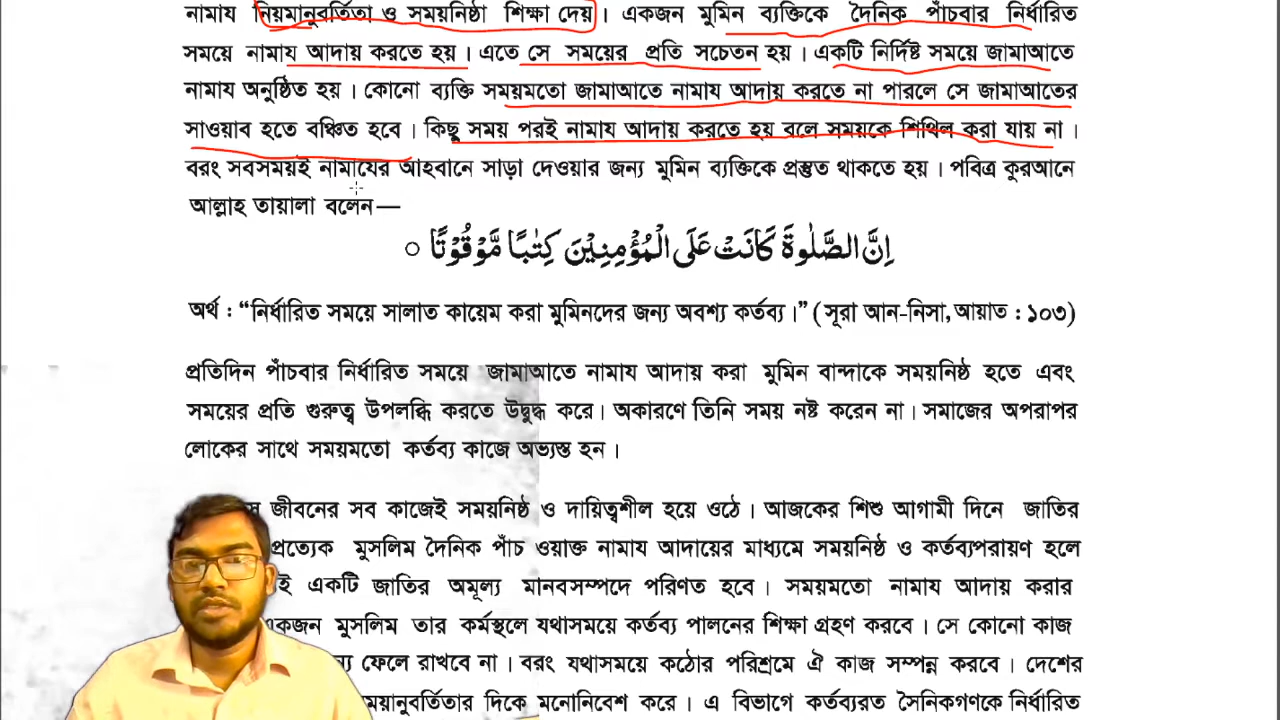 নামায নিয়মানুবর্তিতা ও সময়নিষ্ঠা শিক্ষা দেয়। একজন মুমিন ব্যক্তিকে দৈনিক পাঁচবার নির্ধারিত
সময়ে নামায আদায় করতে হয়। এতে সে সময়ের প্রতি সচেতন হয়। একটি নির্দিষ্ট সময়ে জামাআতে
নামায অনুষ্ঠিত হয়। কোনো ব্যক্তি সময়মতো জামাআতে নামায আদায় করতে না পারলে সে জামাআতের
সাওয়াব হতে বঞ্চিত হবে। কিছু সময় পরই নামায আদায় করতে হয় বলে সময়কে শিথিল করা যায় না।
বরং সবসময়ই নামাযের আহবানে সাড়া দেওয়ার জন্য মুমিন ব্যক্তিকে প্রস্তুত থাকতে হয়। পবিত্র কুরআনে
আল্লাহ তায়ালা বলেন—
اِنَّ الصَّلٰوةَ كَانَتْ عَلَى الْمُؤْمِنِيْنَ كِتٰبًا مَّوْقُوْتًا ○
অর্থ : “নির্ধারিত সময়ে সালাত কায়েম করা মুমিনদের জন্য অবশ্য কর্তব্য।” (সূরা আন-নিসা, আয়াত : ১০৩)
প্রতিদিন পাঁচবার নির্ধারিত সময়ে জামাআতে নামায আদায় করা মুমিন বান্দাকে সময়নিষ্ঠ হতে এবং
সময়ের প্রতি গুরুত্ব উপলব্ধি করতে উদ্বুদ্ধ করে। অকারণে তিনি সময় নষ্ট করেন না। সমাজের অপরাপর
লোকের সাথে সময়মতো কর্তব্য কাজে অভ্যস্ত হন।
জীবনের সব কাজেই সময়নিষ্ঠ ও দায়িত্বশীল হয়ে ওঠে। আজকের শিশু আগামী দিনে জাতির
প্রত্যেক মুসলিম দৈনিক পাঁচ ওয়াক্ত নামায আদায়ের মাধ্যমে সময়নিষ্ঠ ও কর্তব্যপরায়ণ হলে
একটি জাতির অমূল্য মানবসম্পদে পরিণত হবে। সময়মতো নামায আদায় করার
একজন মুসলিম তার কর্মস্থলে যথাসময়ে কর্তব্য পালনের শিক্ষা গ্রহণ করবে। সে কোনো কাজ
ফেলে রাখবে না। বরং যথাসময়ে কঠোর পরিশ্রমে ঐ কাজ সম্পন্ন করবে। দেশের
দিকে মনোনিবেশ করে। এ বিভাগে কর্তব্যরত সৈনিকগণকে নির্ধারিত